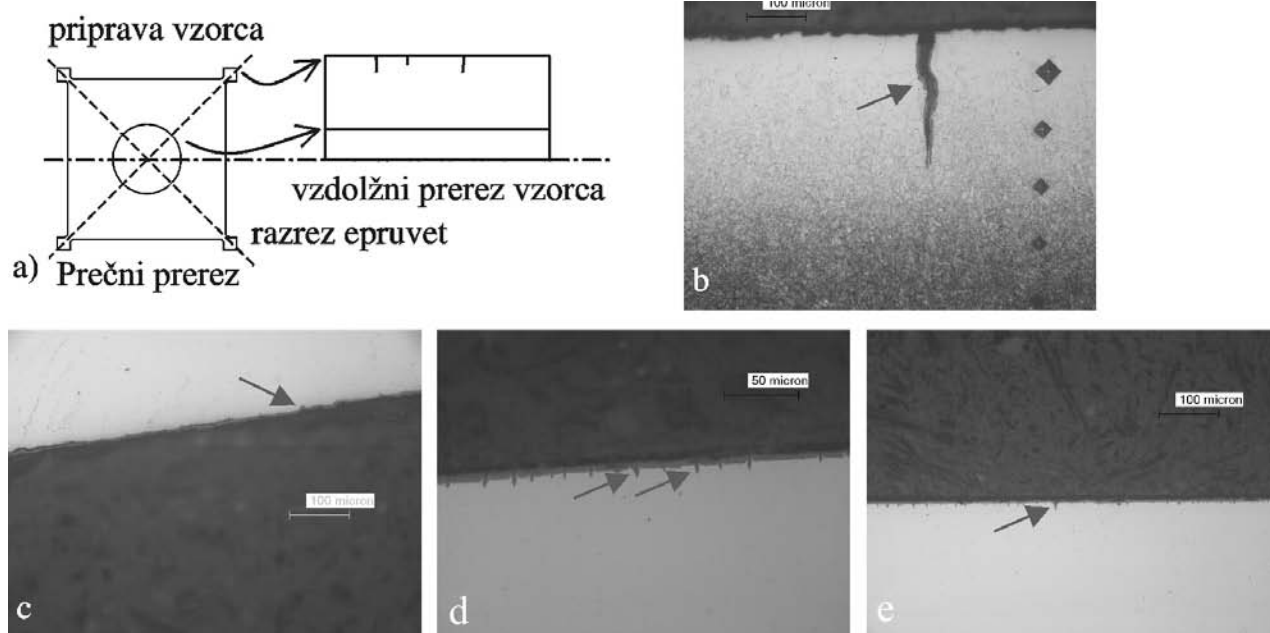 priprava vzorca
vzdolžni prerez vzorca
razrez epruvet
a) Prečni prerez
100 micron
b
100 micron
c
50 micron
d
100 micron
e